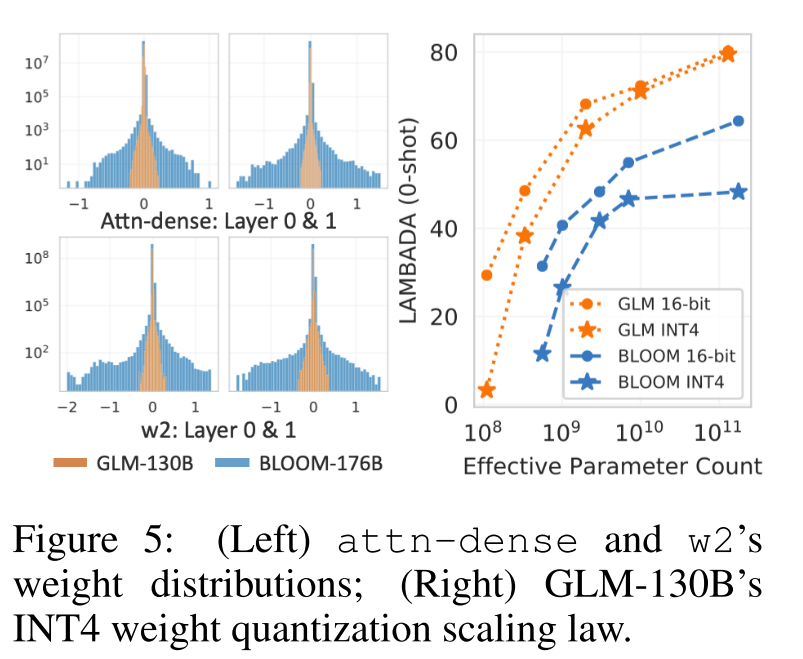 10⁷
10⁵
10³
10¹
−1 0 1
−1 0 1
Attn-dense: Layer 0 & 1
10⁸
10⁵
10²
−2 −1 0 1
−1 0 1
w2: Layer 0 & 1
GLM-130B BLOOM-176B
LAMBADA (0-shot)
80
60
40
20
0
GLM 16-bit
GLM INT4
BLOOM 16-bit
BLOOM INT4
10⁸ 10⁹ 10¹⁰ 10¹¹
Effective Parameter Count
Figure 5: (Left) attn-dense and w2’s
weight distributions; (Right) GLM-130B’s
INT4 weight quantization scaling law.